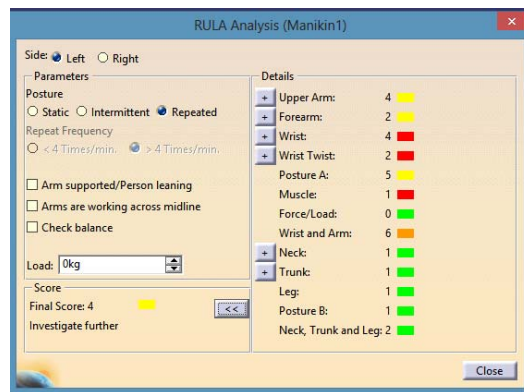 RULA Analysis (Manikin1)
Side: Left Right
Parameters
Posture
Static Intermittent Repeated
Repeat Frequency
< 4 Times/min. > 4 Times/min.
Arm supported/Person leaning
Arms are working across midline
Check balance
Load: 0kg
Score
Final Score: 4
<<
Investigate further
Details
+ Upper Arm: 4
+ Forearm: 2
+ Wrist: 4
+ Wrist Twist: 2
Posture A: 5
Muscle: 1
Force/Load: 0
Wrist and Arm: 6
+ Neck: 1
+ Trunk: 1
Leg: 1
Posture B: 1
Neck, Trunk and Leg: 2
Close